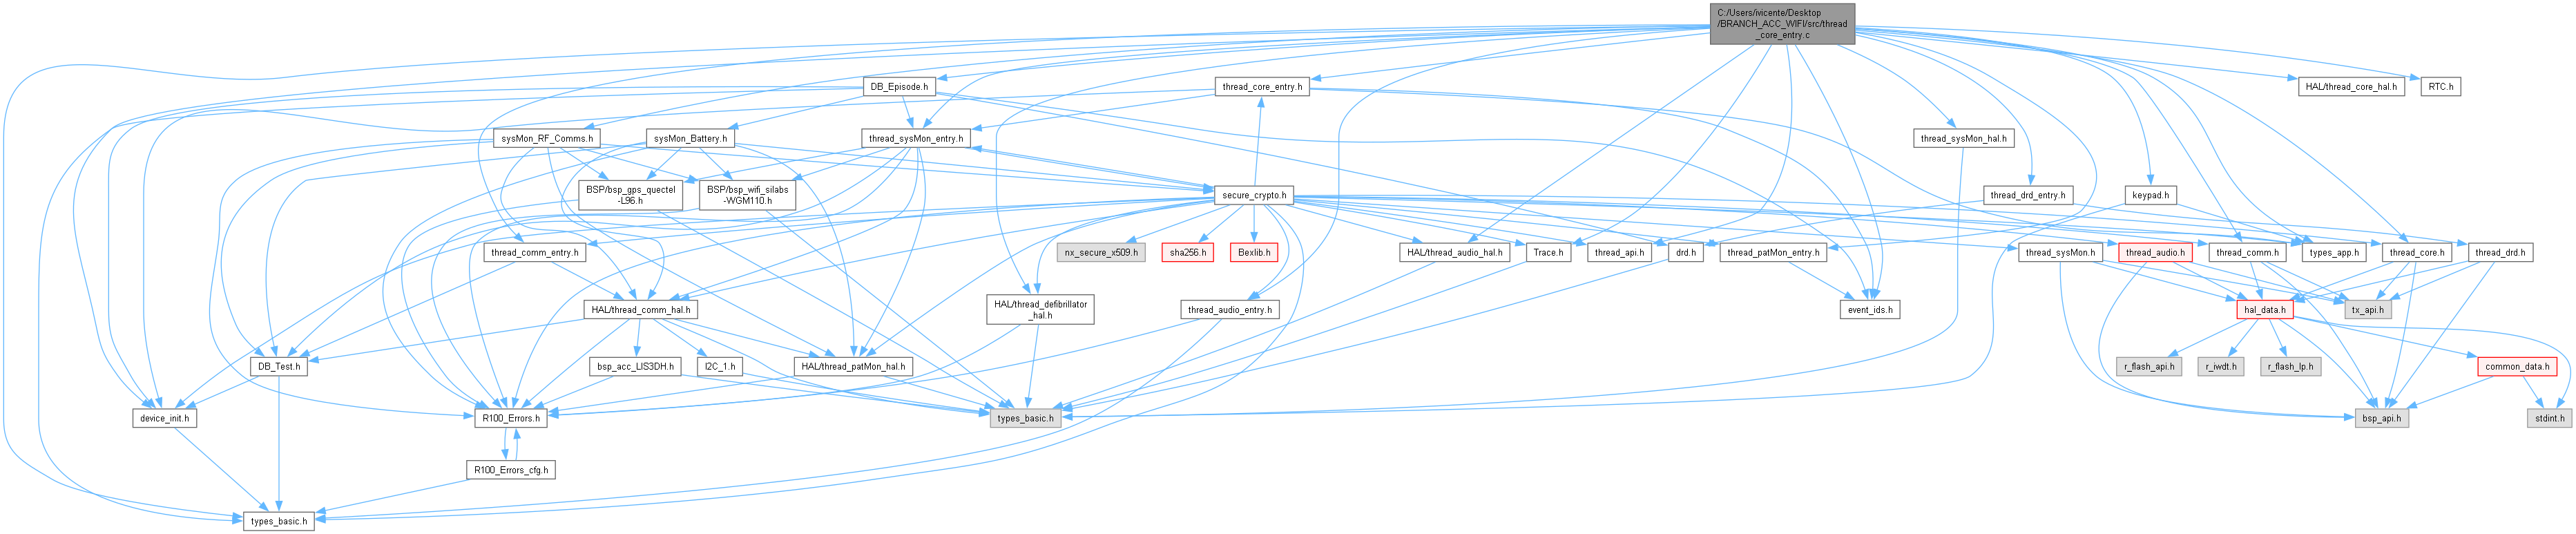 C:/Users/ivicente/Desktop
/BRANCH_ACC_WIFI/src/thread
_core_entry.c
DB_Episode.h
thread_core_entry.h
HAL/thread_core_hal.h
RTC.h
sysMon_RF_Comms.h
sysMon_Battery.h
thread_sysMon_entry.h
thread_sysMon_hal.h
BSP/bsp_gps_quectel
-L96.h
BSP/bsp_wifi_silabs
-WGM110.h
secure_crypto.h
thread_drd_entry.h
keypad.h
thread_comm_entry.h
nx_secure_x509.h
sha256.h
Bexlib.h
HAL/thread_audio_hal.h
Trace.h
thread_api.h
drd.h
thread_patMon_entry.h
thread_sysMon.h
thread_audio.h
thread_comm.h
types_app.h
thread_core.h
thread_drd.h
HAL/thread_comm_hal.h
HAL/thread_defibrillator
_hal.h
thread_audio_entry.h
event_ids.h
hal_data.h
tx_api.h
DB_Test.h
bsp_acc_LIS3DH.h
I2C_1.h
HAL/thread_patMon_hal.h
r_flash_api.h
r_iwdt.h
r_flash_lp.h
common_data.h
device_init.h
R100_Errors.h
types_basic.h
bsp_api.h
stdint.h
R100_Errors_cfg.h
types_basic.h